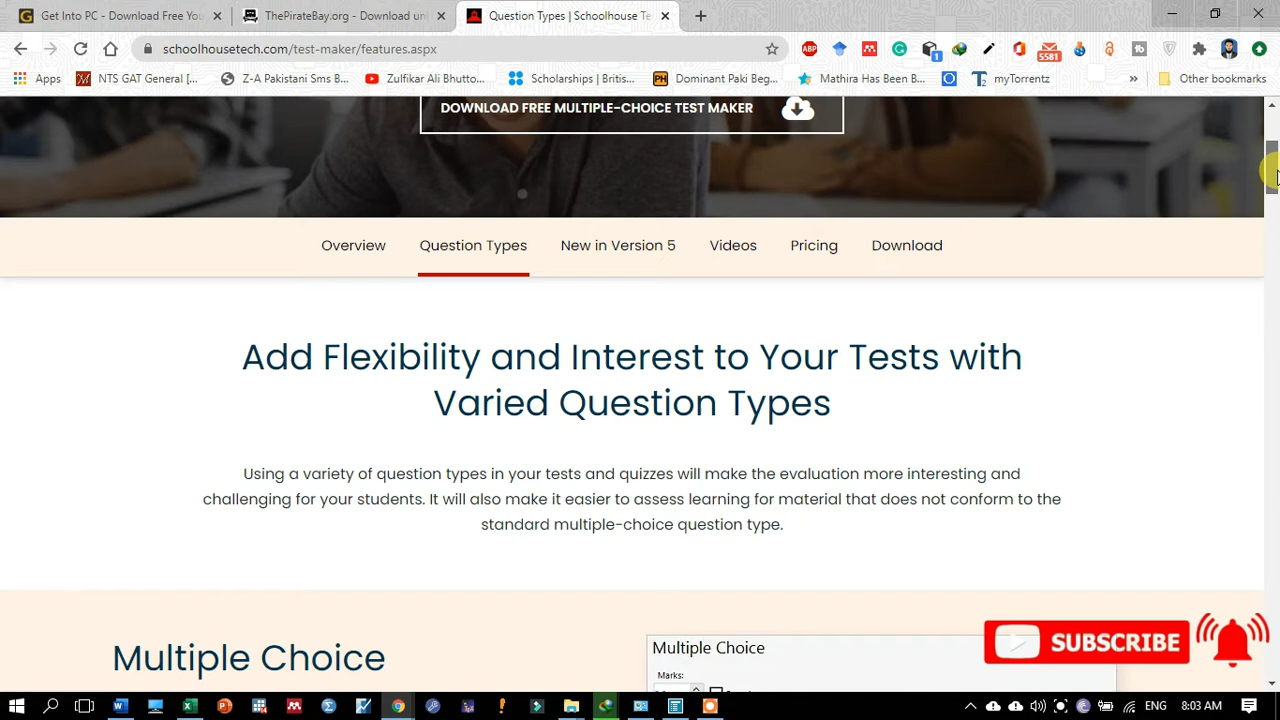 Get Into PC - Download Free Yo
ThePirateBay.org - Download unl
Question Types | Schoolhouse Te
schoolhousetech.com/test-maker/features.aspx
ABP
1
5581
Apps
NTS GAT General [...
Z-A Pakistani Sms B...
Zulfikar Ali Bhutto...
Scholarships | Britis...
PH Dominant Paki Beg...
Mathira Has Been B...
myTorrentz
Other bookmarks
DOWNLOAD FREE MULTIPLE-CHOICE TEST MAKER
Overview
Question Types
New in Version 5
Videos
Pricing
Download
Add Flexibility and Interest to Your Tests with
Varied Question Types
Using a variety of question types in your tests and quizzes will make the evaluation more interesting and
challenging for your students. It will also make it easier to assess learning for material that does not conform to the
standard multiple-choice question type.
Multiple Choice
Multiple Choice
Marks:
SUBSCRIBE
ENG
8:03 AM